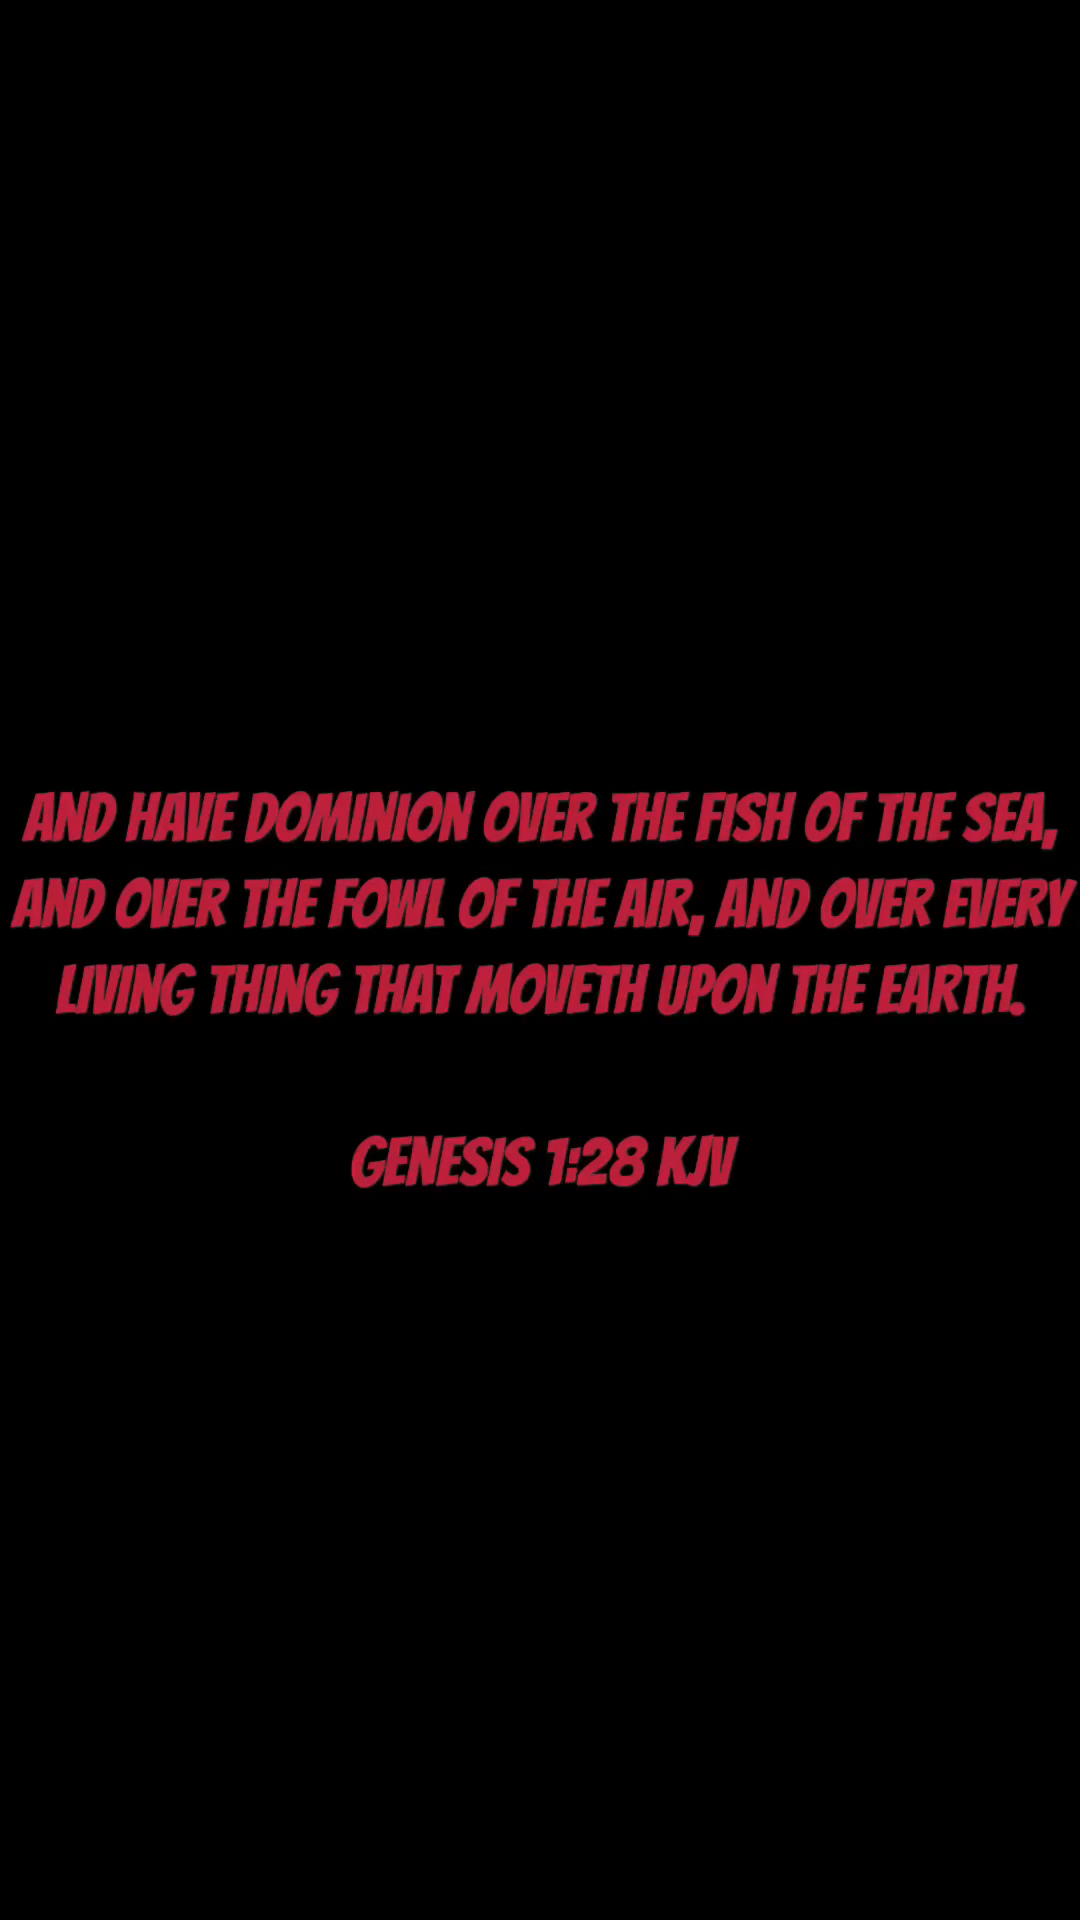 AND HAVE DOMINION OVER THE FISH OF THE SEA,
AND OVER THE FOWL OF THE AIR, AND OVER EVERY
LIVING THING THAT MOVETH UPON THE EARTH.
GENESIS 1:28 KJV